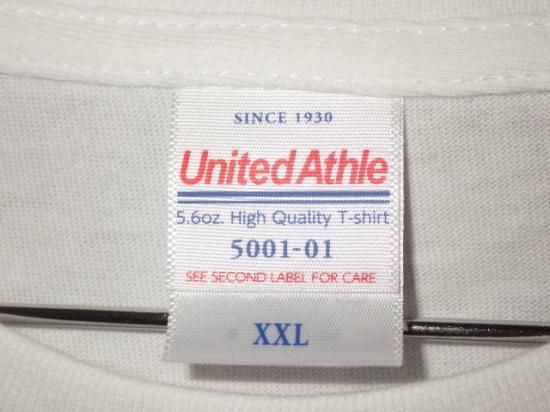 SINCE 1930
United Athle
5.6oz. High Quality T-shirt
5001-01
SEE SECOND LABEL FOR CARE
XXL